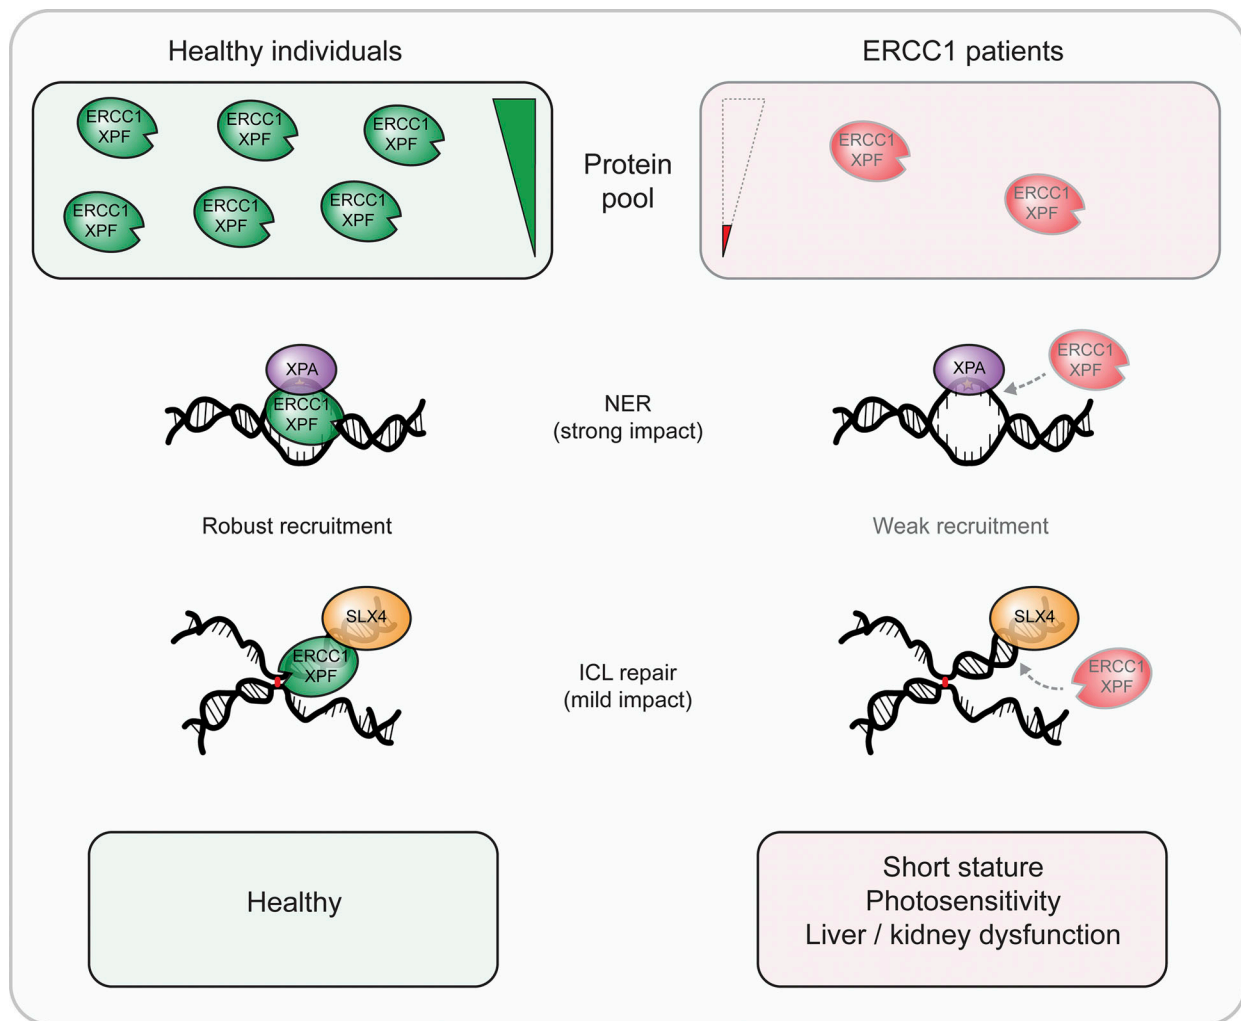 Healthy individuals
ERCC1 patients
ERCC1
XPF
ERCC1
XPF
ERCC1
XPF
ERCC1
XPF
ERCC1
XPF
ERCC1
XPF
Protein
pool
ERCC1
XPF
ERCC1
XPF
XPA
ERCC1
XPF
NER
(strong impact)
XPA
ERCC1
XPF
Robust recruitment
Weak recruitment
SLX4
ERCC1
XPF
ICL repair
(mild impact)
SLX4
ERCC1
XPF
Healthy
Short stature
Photosensitivity
Liver / kidney dysfunction